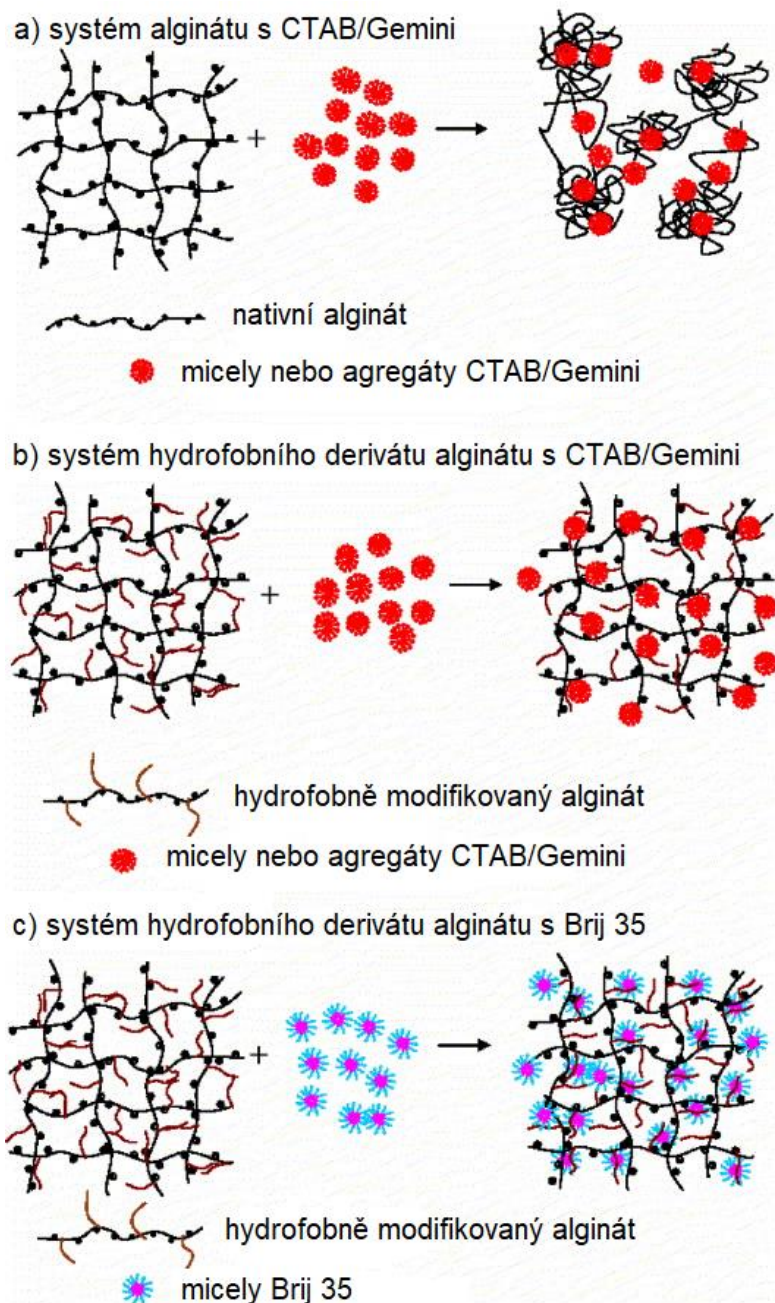 a) systém alginátu s CTAB/Gemini
+
nativní alginát
micely nebo agregáty CTAB/Gemini
b) systém hydrofobního derivátu alginátu s CTAB/Gemini
+
hydrofobně modifikovaný alginát
micely nebo agregáty CTAB/Gemini
c) systém hydrofobního derivátu alginátu s Brij 35
+
hydrofobně modifikovaný alginát
micely Brij 35